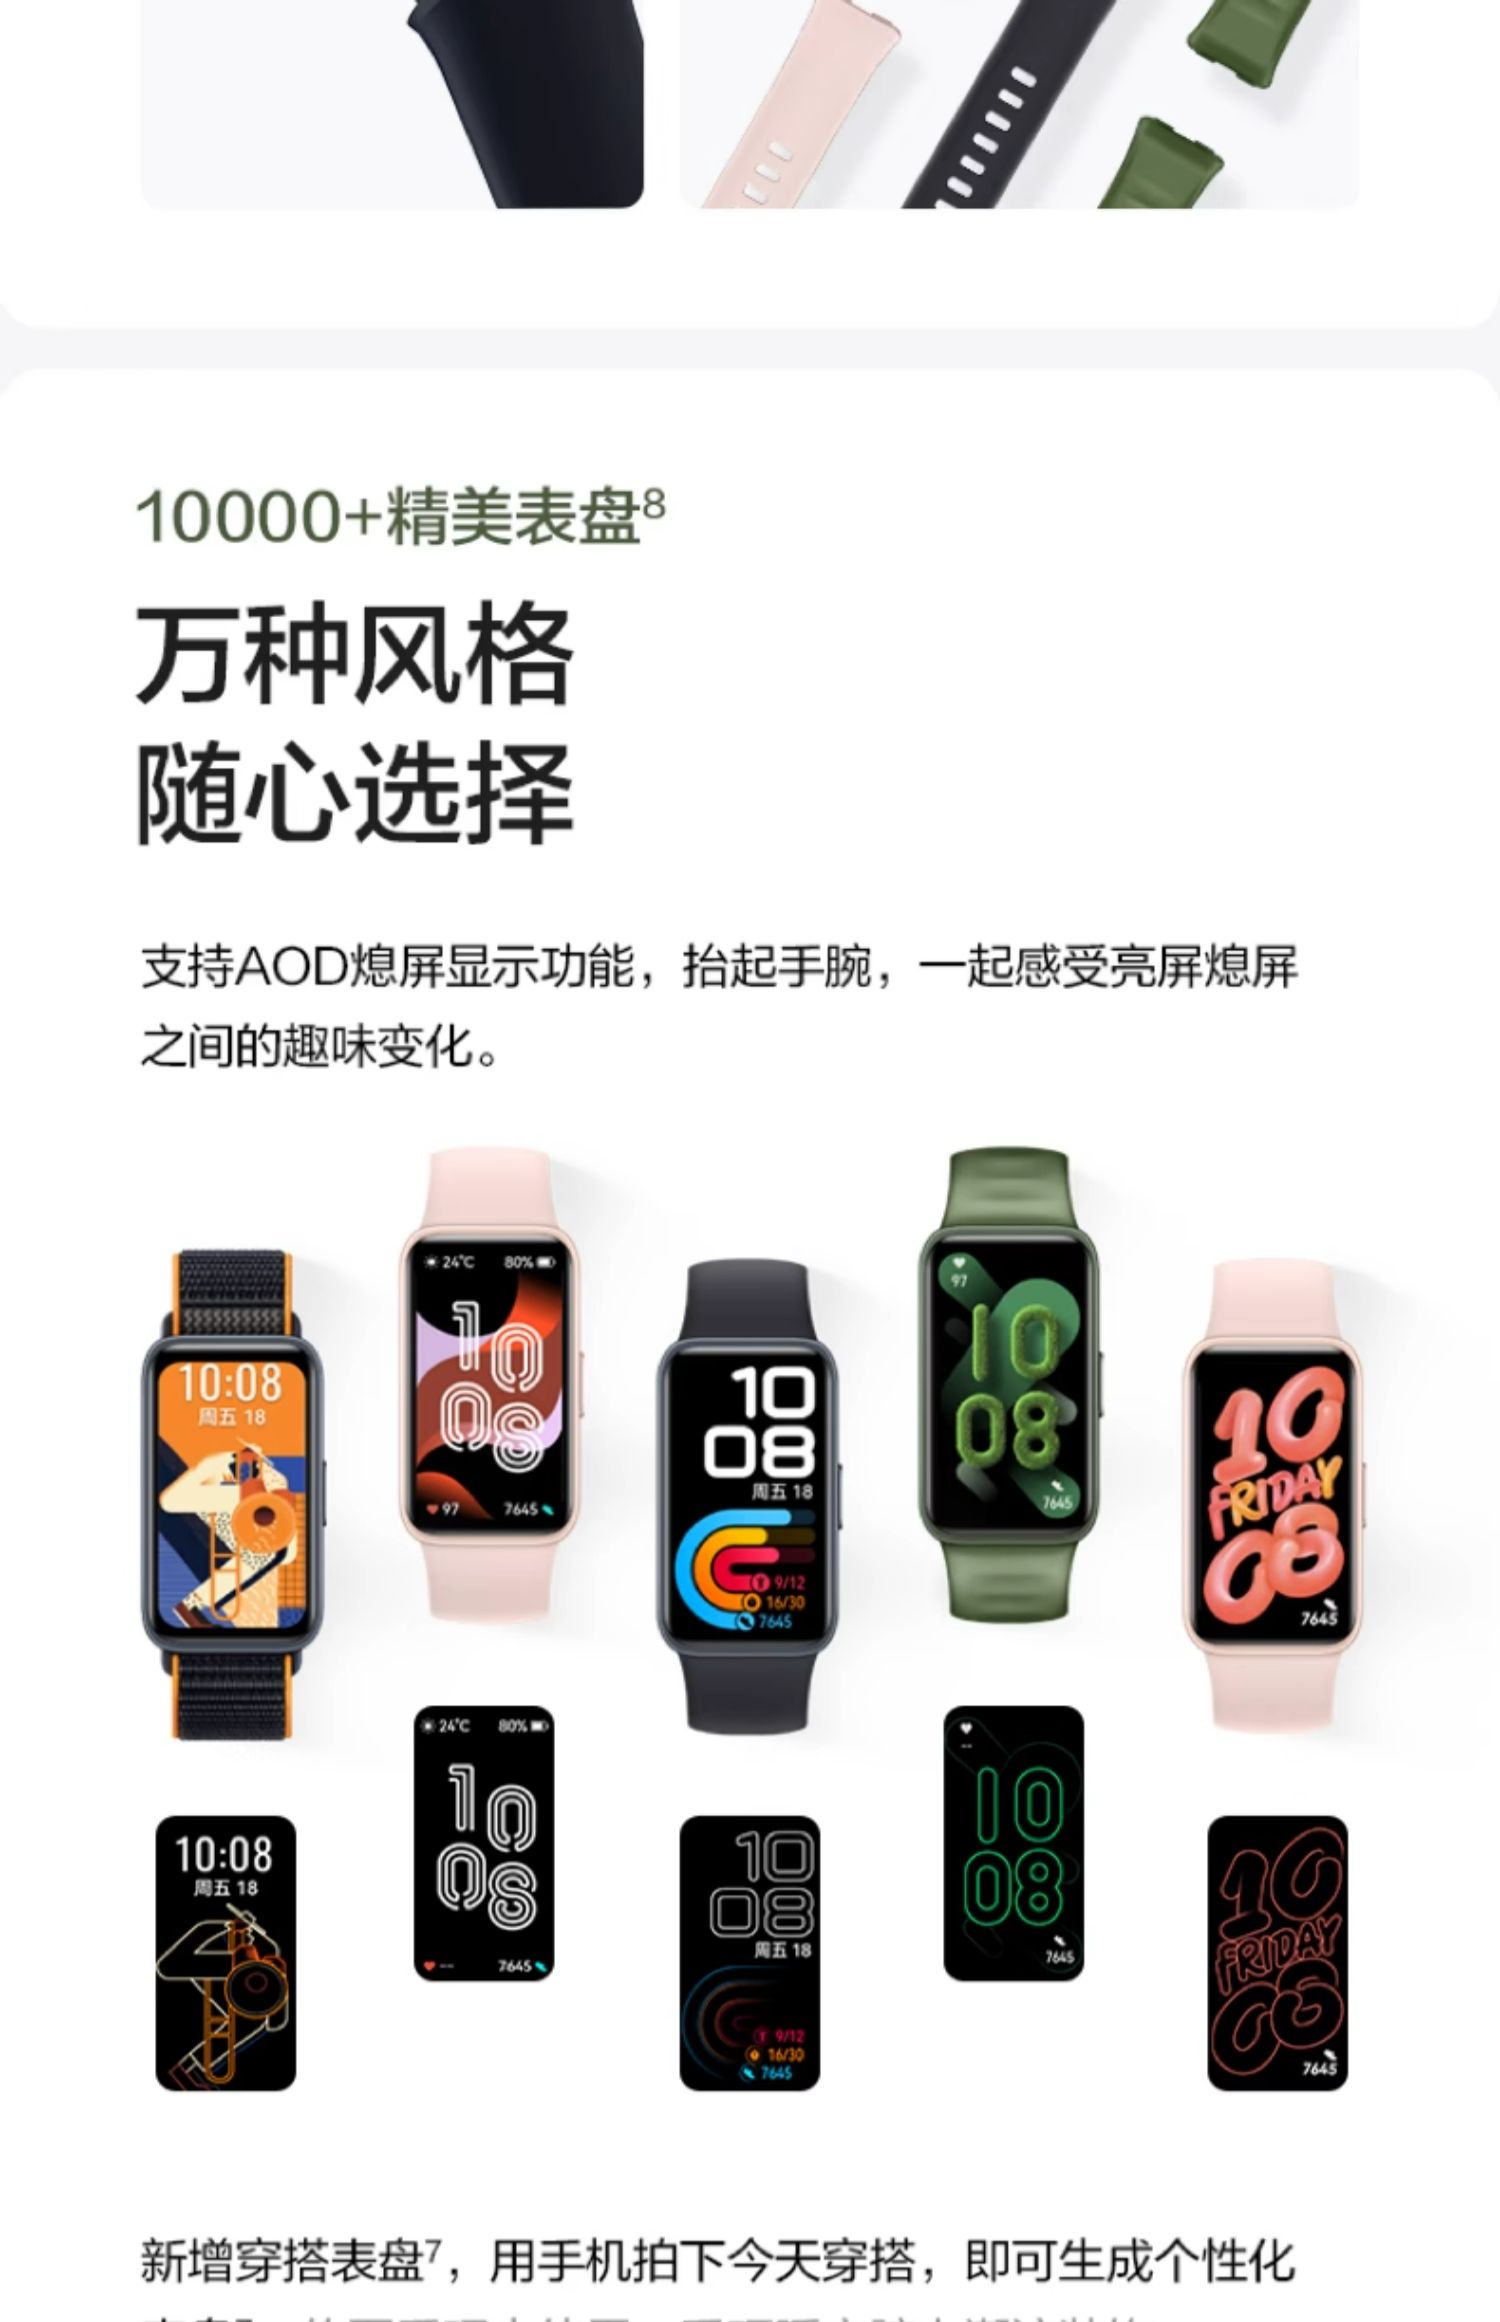 10000+精美表盘8
万种风格
随心选择
支持AOD熄屏显示功能，抬起手腕，一起感受亮屏熄屏
之间的趣味变化。
24°C 80%
10
08
97 7645
97
10
08
7645
10:08
周五 18
10
08
周五 18
9/12
16/30
7645
10
FRIDAY
08
7645
24°C 80%
10
08
-- 7645
--
10
08
7645
10:08
周五 18
10
08
周五 18
9/12
16/30
7645
10
FRIDAY
08
7645
新增穿搭表盘7，用手机拍下今天穿搭，即可生成个性化